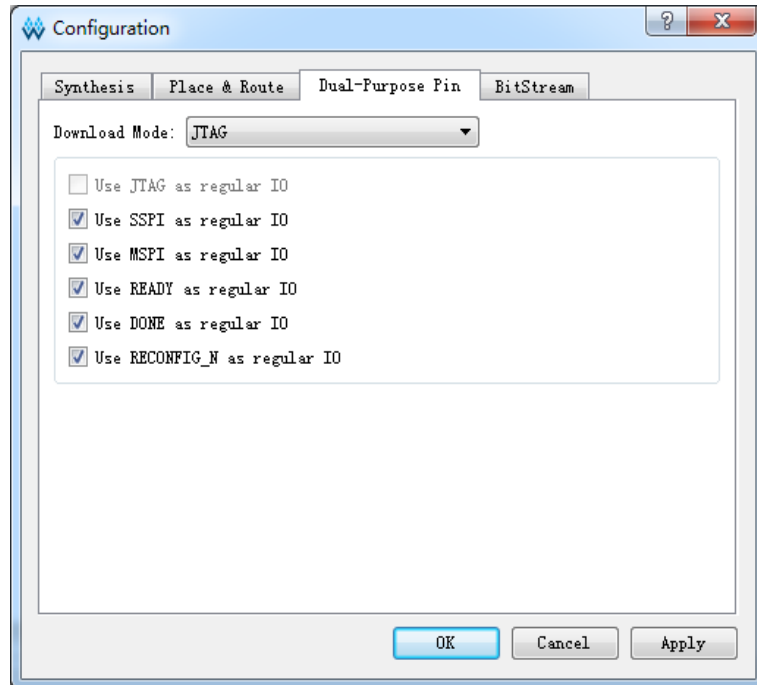 Configuration
?
X
Synthesis Place & Route Dual-Purpose Pin BitStream
Download Mode: JTAG
Use JTAG as regular IO
Use SSPI as regular IO
Use MSPI as regular IO
Use READY as regular IO
Use DONE as regular IO
Use RECONFIG_N as regular IO
OK Cancel Apply